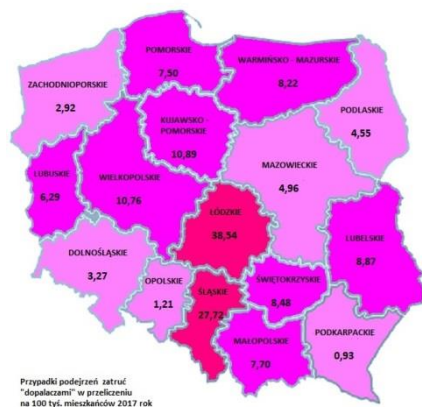 POMORSKIE
7,50
WARMIŃSKO - MAZURSKIE
8,22
ZACHODNIOPORSKIE
2,92
PODLASKIE
4,55
KUJAWSKO -
POMORSKIE
10,89
MAZOWIECKIE
4,96
LUBUSKIE
6,29
WIELKOPOLSKIE
10,76
ŁÓDZKIE
38,54
LUBELSKIE
8,87
DOLNOŚLĄSKIE
3,27
OPOLSKIE
1,21
ŚLĄSKIE
27,72
ŚWIĘTOKRZYSKIE
8,48
MAŁOPOLSKIE
7,70
PODKARPACKIE
0,93
Przypadki podejrzeń zatruć
"dopalaczami" w przeliczeniu
na 100 tyś. mieszkańców 2017 rok